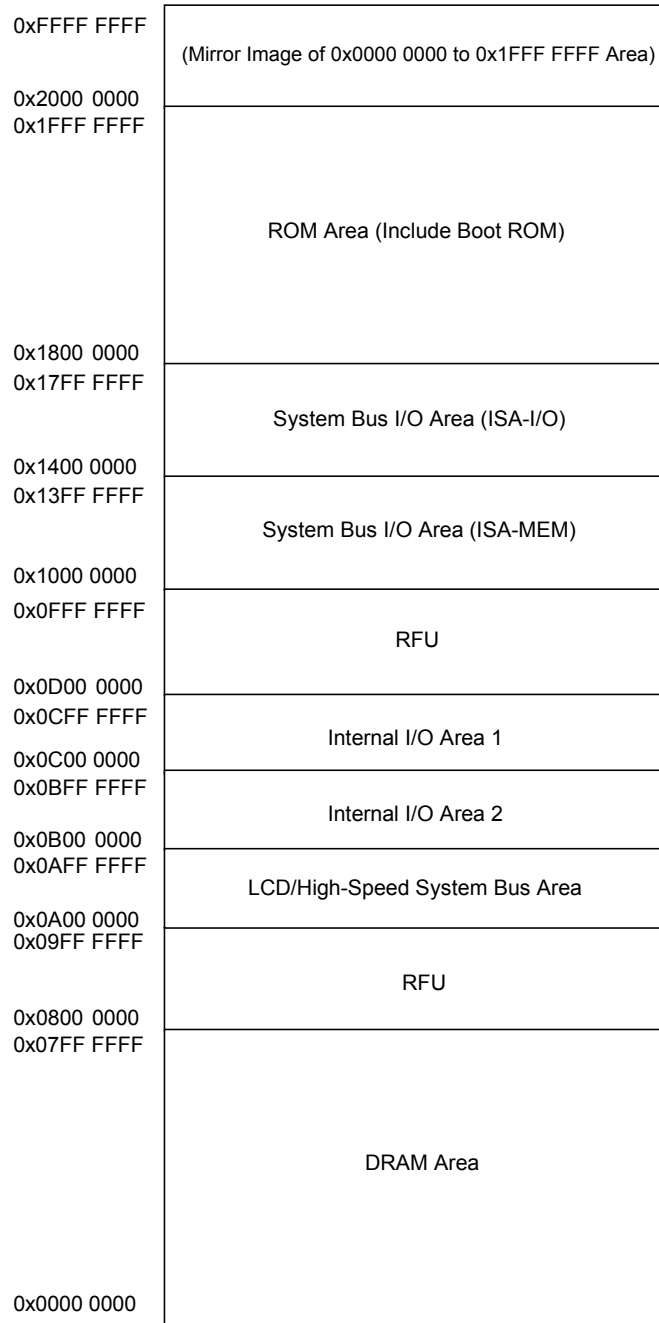 0xFFFF FFFF
(Mirror Image of 0x0000 0000 to 0x1FFF FFFF Area)
0x2000 0000
0x1FFF FFFF
ROM Area (Include Boot ROM)
0x1800 0000
0x17FF FFFF
System Bus I/O Area (ISA-I/O)
0x1400 0000
0x13FF FFFF
System Bus I/O Area (ISA-MEM)
0x1000 0000
0x0FFF FFFF
RFU
0x0D00 0000
0x0CFF FFFF
Internal I/O Area 1
0x0C00 0000
0x0BFF FFFF
Internal I/O Area 2
0x0B00 0000
0x0AFF FFFF
LCD/High-Speed System Bus Area
0x0A00 0000
0x09FF FFFF
RFU
0x0800 0000
0x07FF FFFF
DRAM Area
0x0000 0000